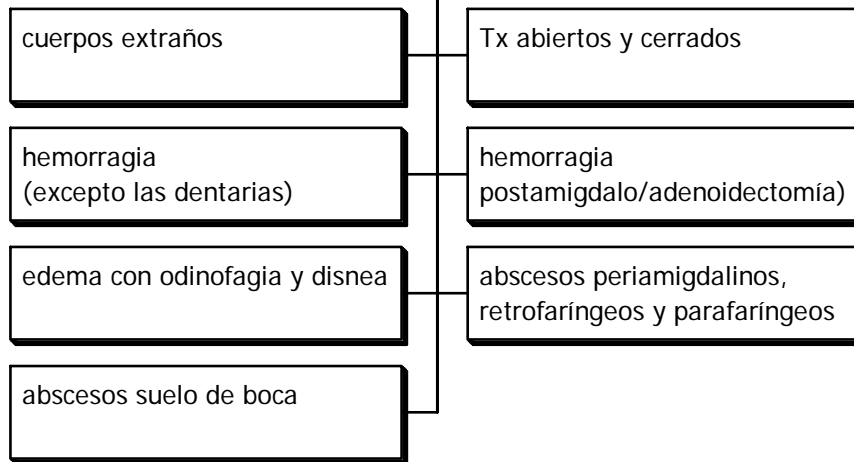 cuerpos extraños
Tx abiertos y cerrados
hemorragia
(excepto las dentarias)
hemorragia
postamigdalo/adenoidectomía)
edema con odinofagia y disnea
abscesos periamigdalinos,
retrofaríngeos y parafaríngeos
abscesos suelo de boca